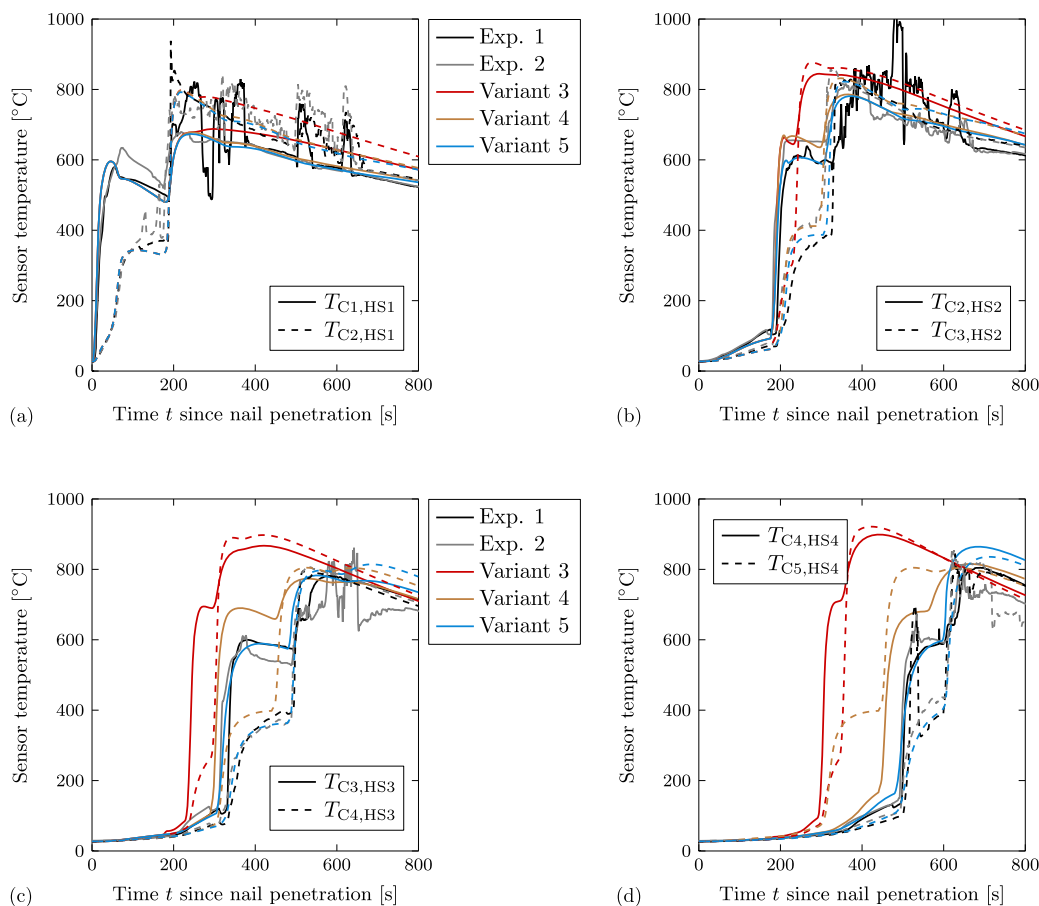 1000
800
600
400
200
0
Sensor temperature [°C]
0 200 400 600 800
Time t since nail penetration [s]
(a)
T_C1,HS1
T_C2,HS1
Exp. 1
Exp. 2
Variant 3
Variant 4
Variant 5
1000
800
600
400
200
0
Sensor temperature [°C]
0 200 400 600 800
Time t since nail penetration [s]
(b)
T_C2,HS2
T_C3,HS2
1000
800
600
400
200
0
Sensor temperature [°C]
0 200 400 600 800
Time t since nail penetration [s]
(c)
T_C3,HS3
T_C4,HS3
Exp. 1
Exp. 2
Variant 3
Variant 4
Variant 5
1000
800
600
400
200
0
Sensor temperature [°C]
0 200 400 600 800
Time t since nail penetration [s]
(d)
T_C4,HS4
T_C5,HS4